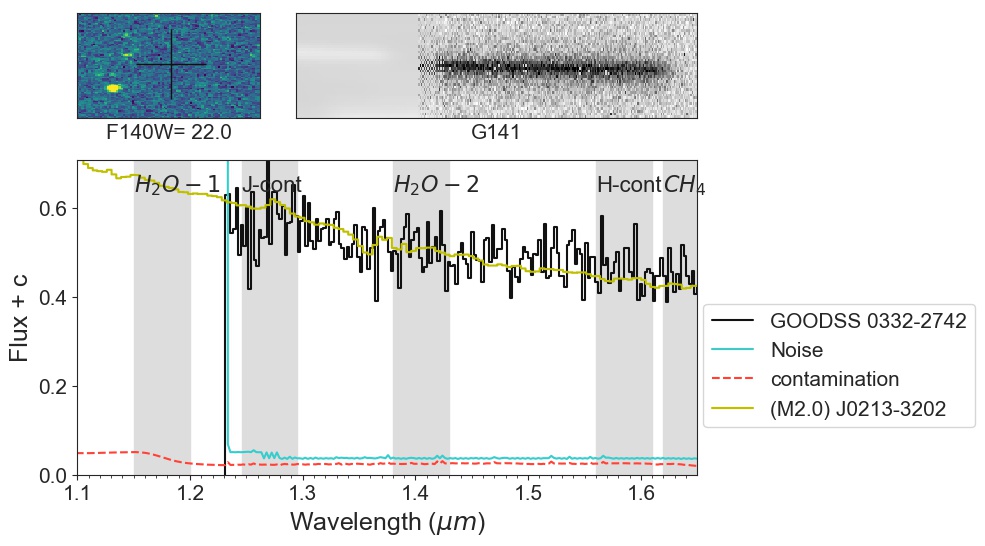 F140W= 22.0
G141
H₂O − 1
J-cont
H₂O − 2
H-cont
CH₄
0.6
0.4
0.2
0.0
Flux + c
1.1
1.2
1.3
1.4
1.5
1.6
Wavelength (μm)
GOODSS 0332-2742
Noise
contamination
(M2.0) J0213-3202